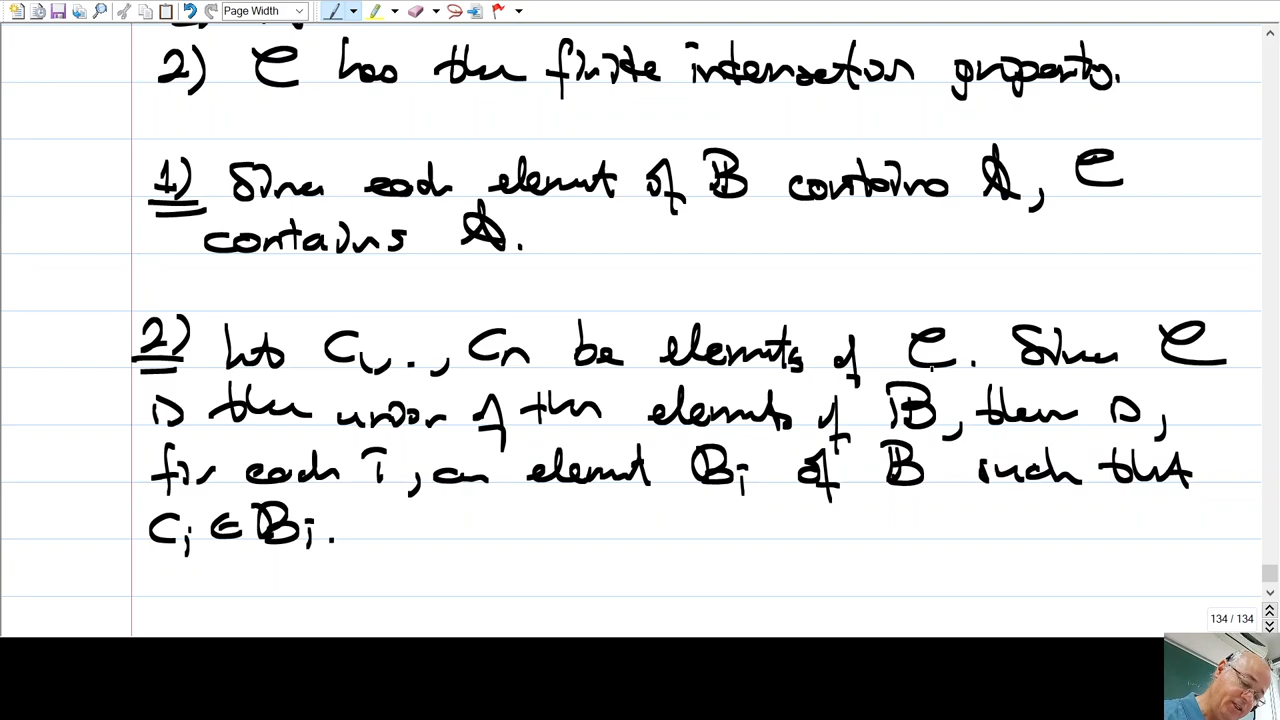 Page Width
2) C has the finite intersection property.
1) Since each element of B contains A, C
contains A.
2) Let C1, . ., Cn be elements of C. Since C
is the union of the elements of B, there is,
for each i, an element Bi of B such that
Ci ∈ Bi.
134 / 134